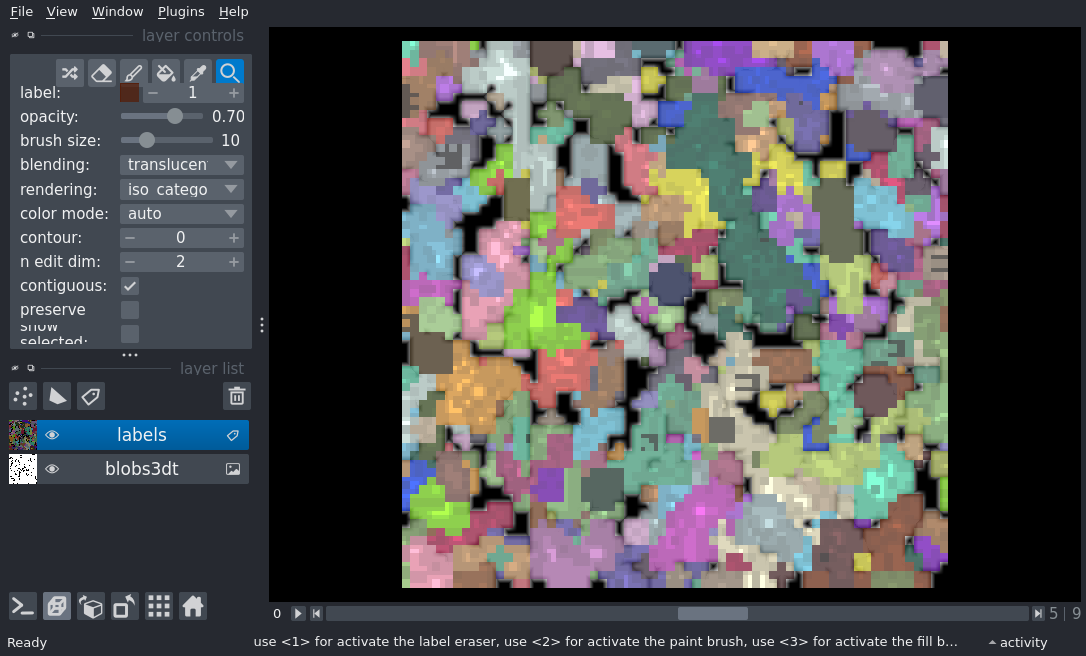 File View Window Plugins Help
layer controls
label: 1
opacity: 0.70
brush size: 10
blending: translucen
rendering: iso catego
color mode: auto
contour: 0
n edit dim: 2
contiguous:
preserve
show
selected:
layer list
labels
blobs3dt
0 5 | 9
Ready use <1> for activate the label eraser, use <2> for activate the paint brush, use <3> for activate the fill b... activity